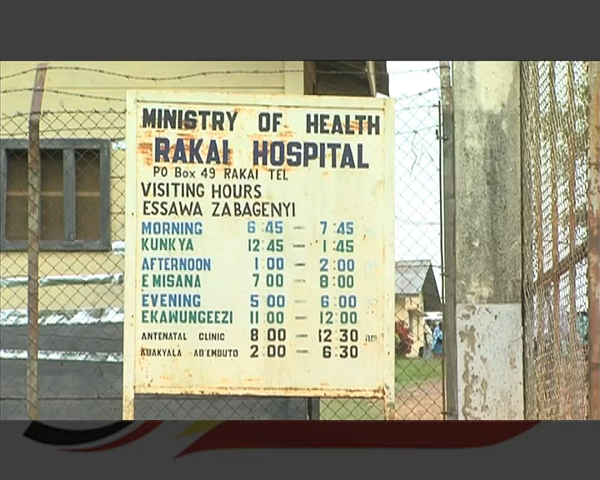 MINISTRY OF HEALTH
RAKAI HOSPITAL
PO BOX 49 RAKAI TEL
VISITING HOURS
ESSAWA ZABAGENYI
MORNING 6:45 - 7:45
KUNKYA 12:45 - 1:45
AFTERNOON 1:00 - 2:00
EMISANA 7:00 - 8:00
EVENING 5:00 - 6:00
EKAWUNGEEZI 11:00 - 12:00
ANTENATAL CLINIC 8:00 - 12:30
ABAKYALA AB'EMBUTO 2:00 - 6:30